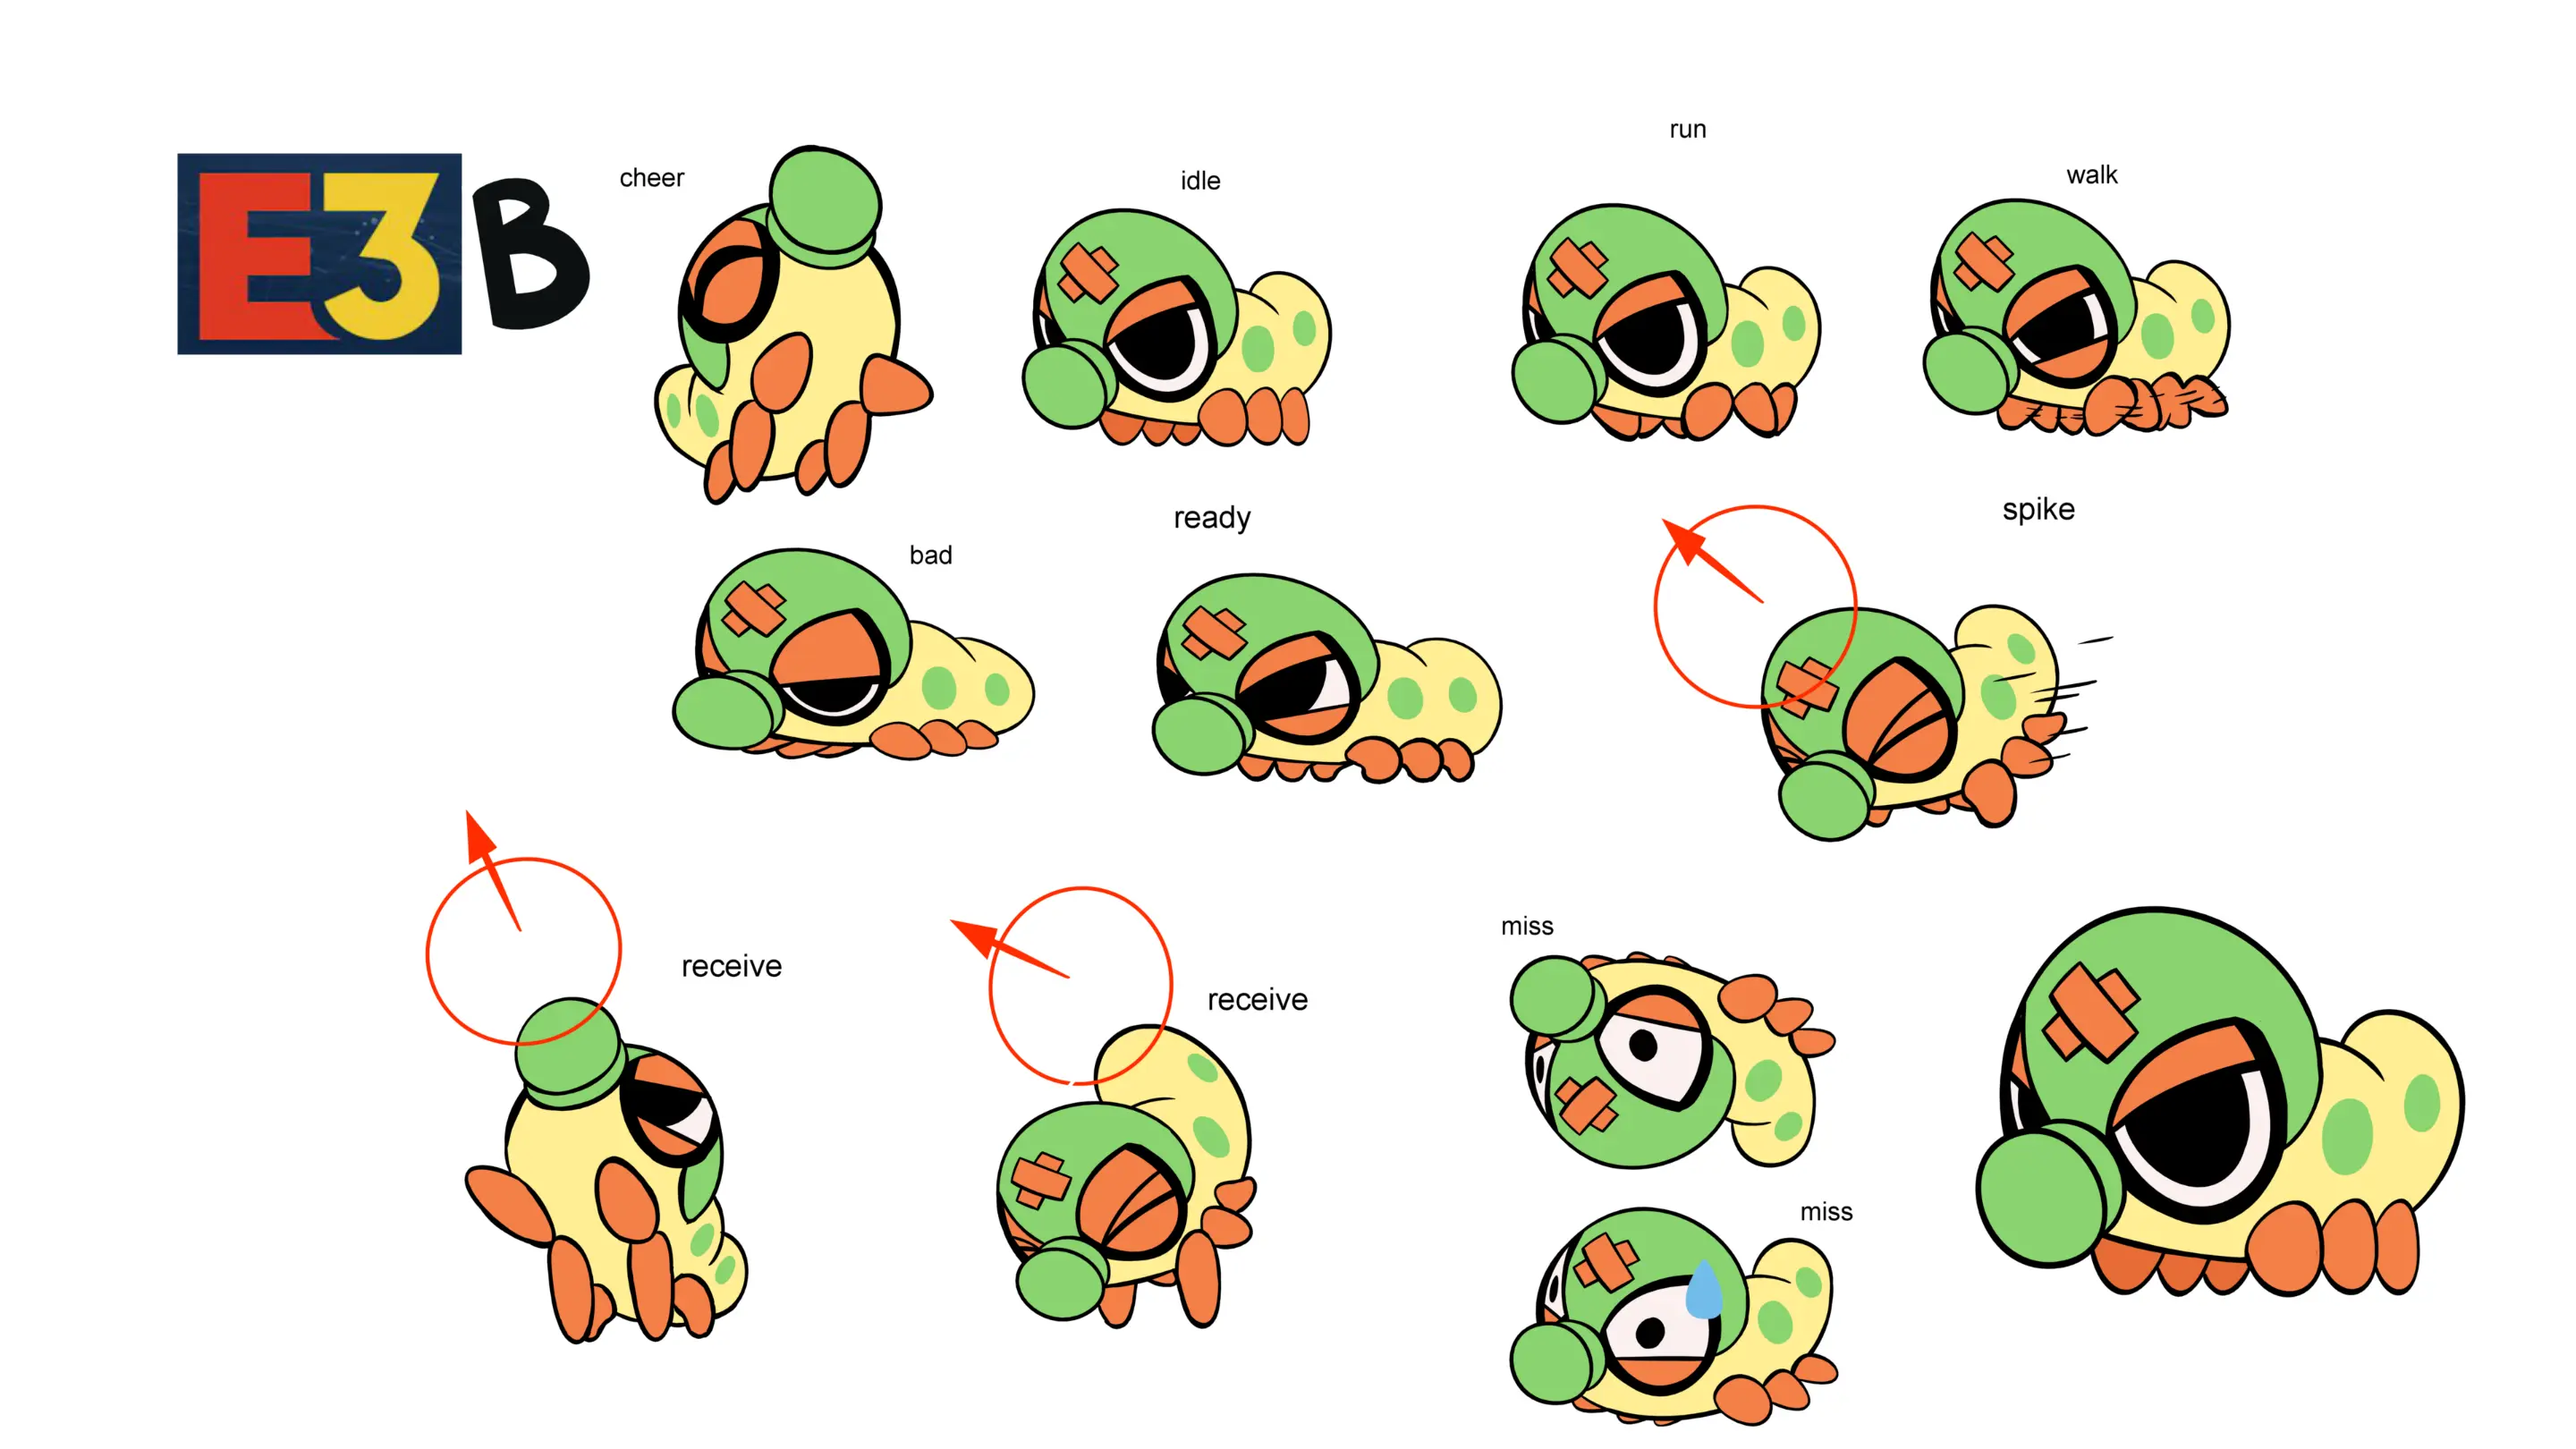 E3 B
cheer
idle
run
walk
bad
ready
spike
receive
receive
miss
miss